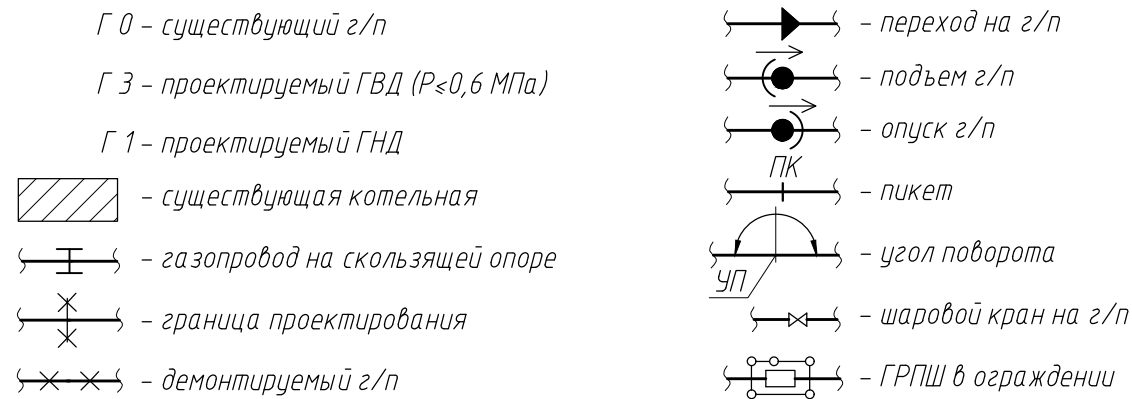 Г 0 – существующий г/п
Г 3 – проектируемый ГВД (Р≤0,6 МПа)
Г 1 – проектируемый ГНД
– существующая котельная
– газопровод на скользящей опоре
– граница проектирования
– демонтируемый г/п
– переход на г/п
– подъем г/п
– опуск г/п
ПК
– пикет
– угол поворота
УП
– шаровой кран на г/п
– ГРПШ в ограждении